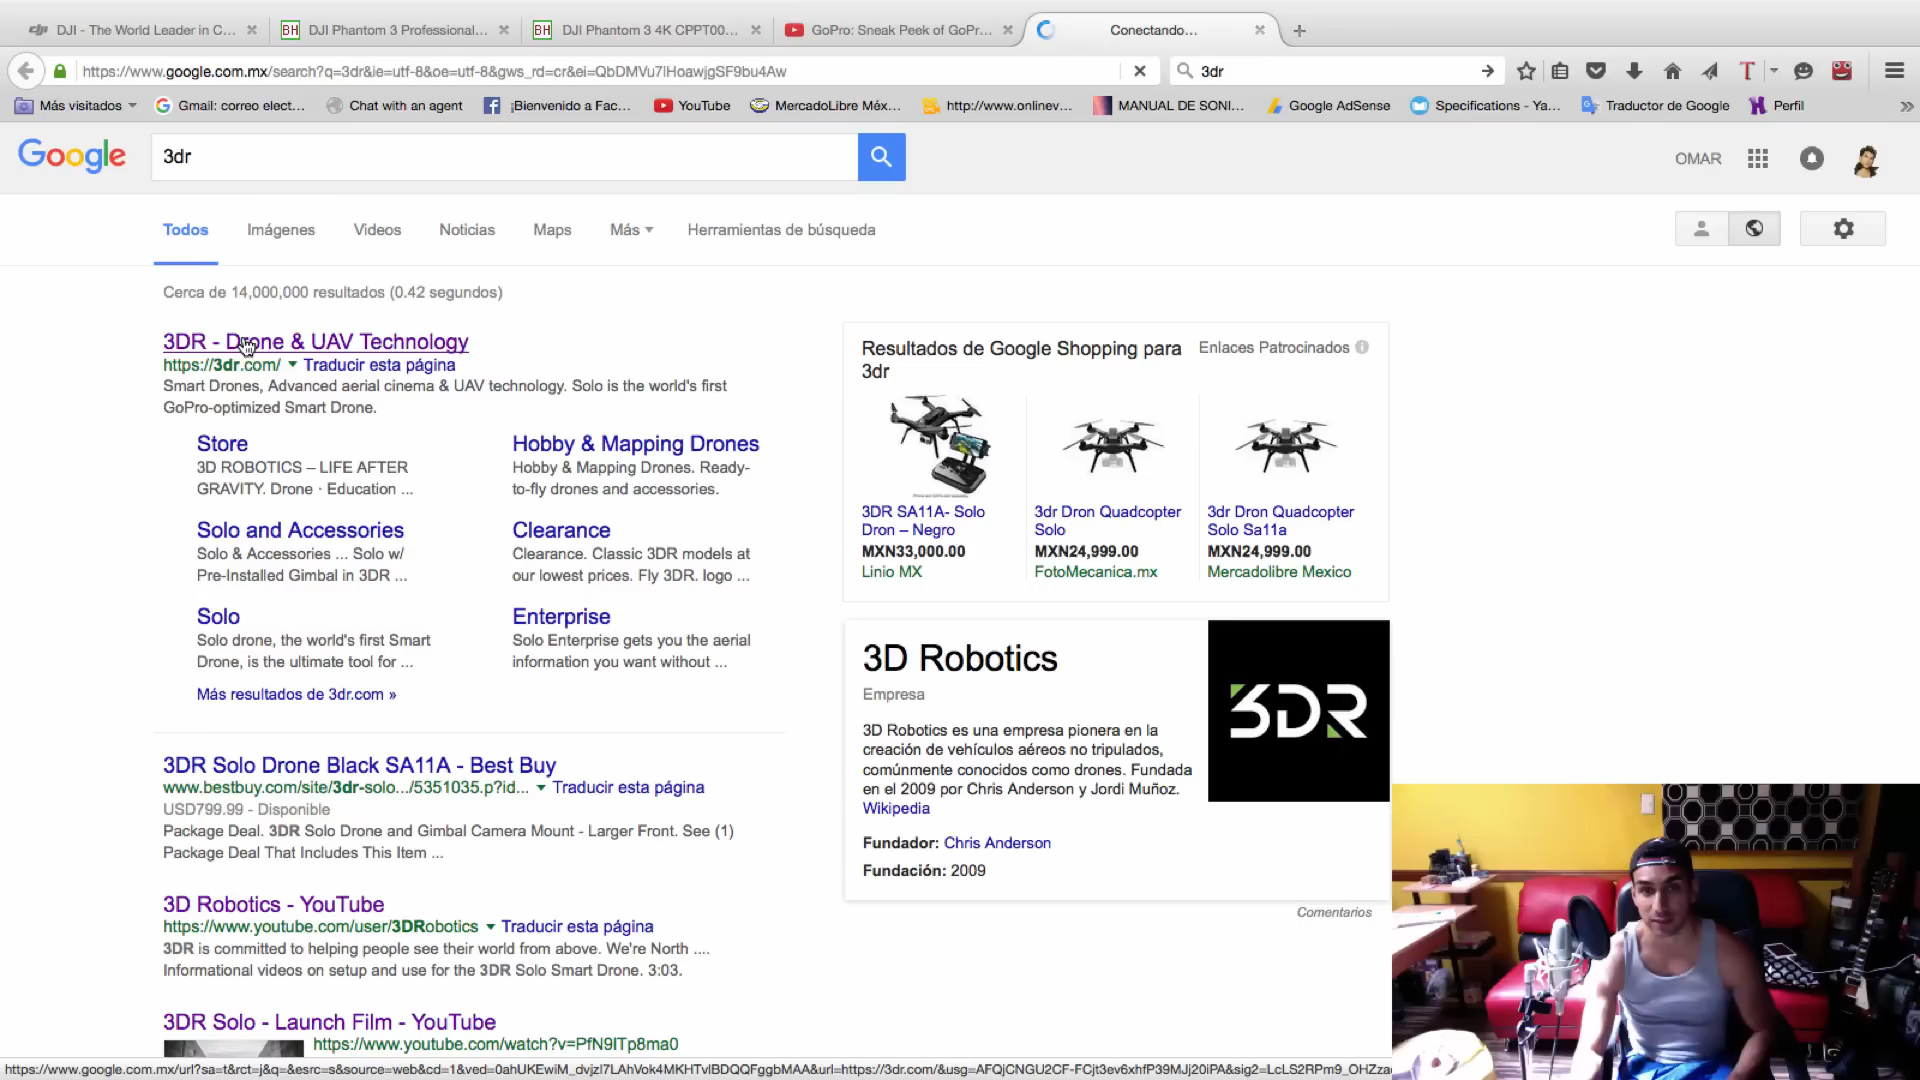 DJI - The World Leader in C...
BH DJI Phantom 3 Professional...
BH DJI Phantom 3 4K CPPT00...
GoPro: Sneak Peek of GoPr...
Conectando...
https://www.google.com.mx/search?q=3dr&ie=utf-8&oe=utf-8&gws_rd=cr&ei=QbDMVu7lHoawjgSF9bu4Aw
3dr
Más visitados
Gmail: correo elect...
Chat with an agent
¡Bienvenido a Fac...
YouTube
MercadoLibre Méx...
http://www.onlinev...
MANUAL DE SONI...
Google AdSense
Specifications - Ya...
Traductor de Google
Perfil
Google
3dr
OMAR
Todos
Imágenes
Videos
Noticias
Maps
Más
Herramientas de búsqueda
Cerca de 14,000,000 resultados (0.42 segundos)
3DR - Drone & UAV Technology
https://3dr.com/ Traducir esta página
Smart Drones, Advanced aerial cinema & UAV technology. Solo is the world's first
GoPro-optimized Smart Drone.
Store
3D ROBOTICS – LIFE AFTER
GRAVITY. Drone · Education ...
Hobby & Mapping Drones
Hobby & Mapping Drones. Ready-
to-fly drones and accessories.
Solo and Accessories
Solo & Accessories ... Solo w/
Pre-Installed Gimbal in 3DR ...
Clearance
Clearance. Classic 3DR models at
our lowest prices. Fly 3DR. logo ...
Solo
Solo drone, the world's first Smart
Drone, is the ultimate tool for ...
Enterprise
Solo Enterprise gets you the aerial
information you want without ...
Más resultados de 3dr.com »
3DR Solo Drone Black SA11A - Best Buy
www.bestbuy.com/site/3dr-solo.../5351035.p?id... Traducir esta página
USD799.99 - Disponible
Package Deal. 3DR Solo Drone and Gimbal Camera Mount - Larger Front. See (1)
Package Deal That Includes This Item ...
3D Robotics - YouTube
https://www.youtube.com/user/3DRobotics Traducir esta página
3DR is committed to helping people see their world from above. We're North ....
Informational videos on setup and use for the 3DR Solo Smart Drone. 3:03.
3DR Solo - Launch Film - YouTube
https://www.youtube.com/watch?v=PfN9ITp8ma0
Resultados de Google Shopping para
3dr
Enlaces Patrocinados
3DR SA11A- Solo
Dron – Negro
MXN33,000.00
Linio MX
3dr Dron Quadcopter
Solo
MXN24,999.00
FotoMecanica.mx
3dr Dron Quadcopter
Solo Sa11a
MXN24,999.00
Mercadolibre Mexico
3D Robotics
Empresa
3D Robotics es una empresa pionera en la
creación de vehículos aéreos no tripulados,
comúnmente conocidos como drones. Fundada
en el 2009 por Chris Anderson y Jordi Muñoz.
Wikipedia
Fundador: Chris Anderson
Fundación: 2009
3DR
Comentarios